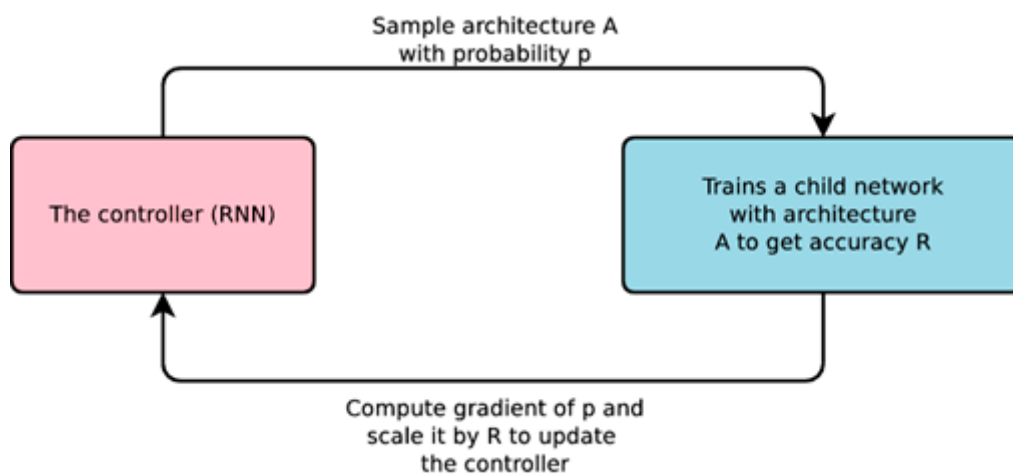 Sample architecture A
with probability p
The controller (RNN)
Trains a child network
with architecture
A to get accuracy R
Compute gradient of p and
scale it by R to update
the controller